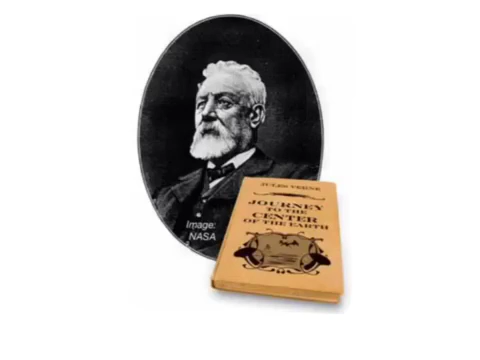 Image:
NASA
JULES VERNE
JOURNEY
TO THE
CENTER
OF THE EARTH